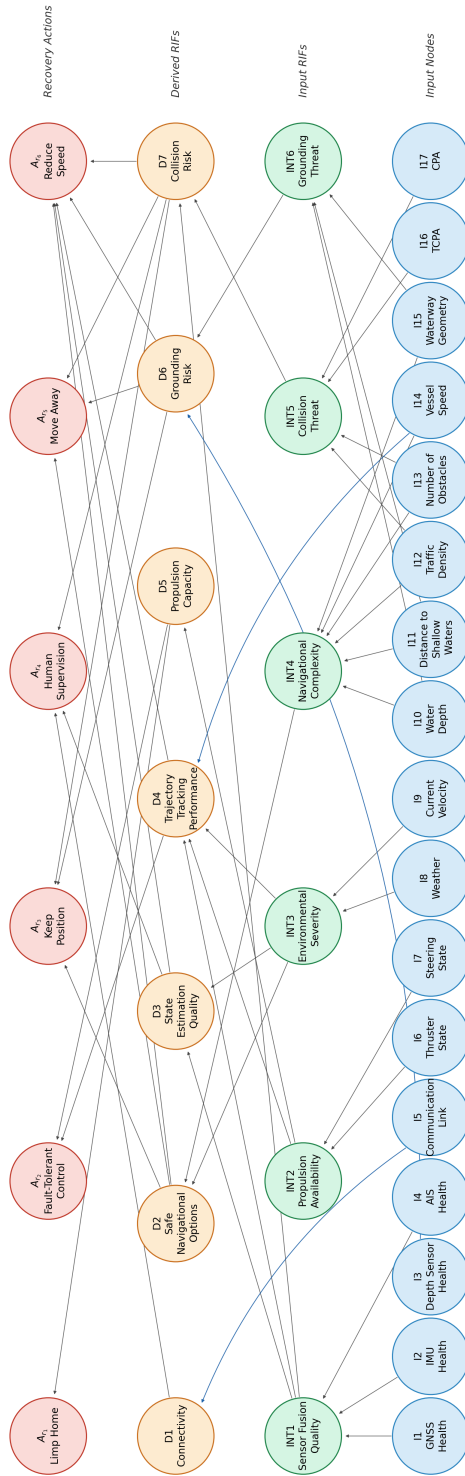 Recovery Actions
Derived RIFs
Input RIFs
Input Nodes
Ar₁
Limp Home
Ar₂
Fault-Tolerant
Control
Ar₃
Keep
Position
Ar₄
Human
Supervision
Ar₅
Move Away
Ar₆
Reduce
Speed
D1
Connectivity
D2
Safe
Navigational
Options
D3
State
Estimation
Quality
D4
Trajectory
Tracking
Performance
D5
Propulsion
Capacity
D6
Grounding
Risk
D7
Collision
Risk
INT1
Sensor Fusion
Quality
INT2
Propulsion
Availability
INT3
Environmental
Severity
INT4
Navigational
Complexity
INT5
Collision
Threat
INT6
Grounding
Threat
I1
GNSS
Health
I2
IMU
Health
I3
Depth Sensor
Health
I4
AIS
Health
I5
Communication
Link
I6
Thruster
State
I7
Steering
State
I8
Weather
I9
Current
Velocity
I10
Water
Depth
I11
Distance to
Shallow
Waters
I12
Traffic
Density
I13
Number of
Obstacles
I14
Vessel
Speed
I15
Waterway
Geometry
I16
TCPA
I17
CPA